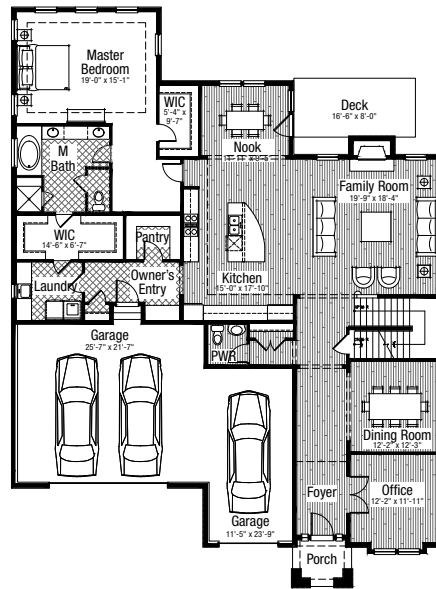 Master
Bedroom
19'-0" x 15'-1"
WIC
5'-4" x
9'-7"
Nook
Deck
16'-6" x 8'-0"
M
Bath
Family Room
19'-9" x 18'-4"
WIC
14'-6" x 6'-7"
Pantry
Kitchen
15'-0" x 17'-10"
Laundry
Owner's
Entry
Garage
25'-7" x 21'-7"
PWR
Dining Room
12'-2" x 12'-3"
Foyer
Office
12'-2" x 11'-11"
Garage
11'-5" x 23'-9"
Porch